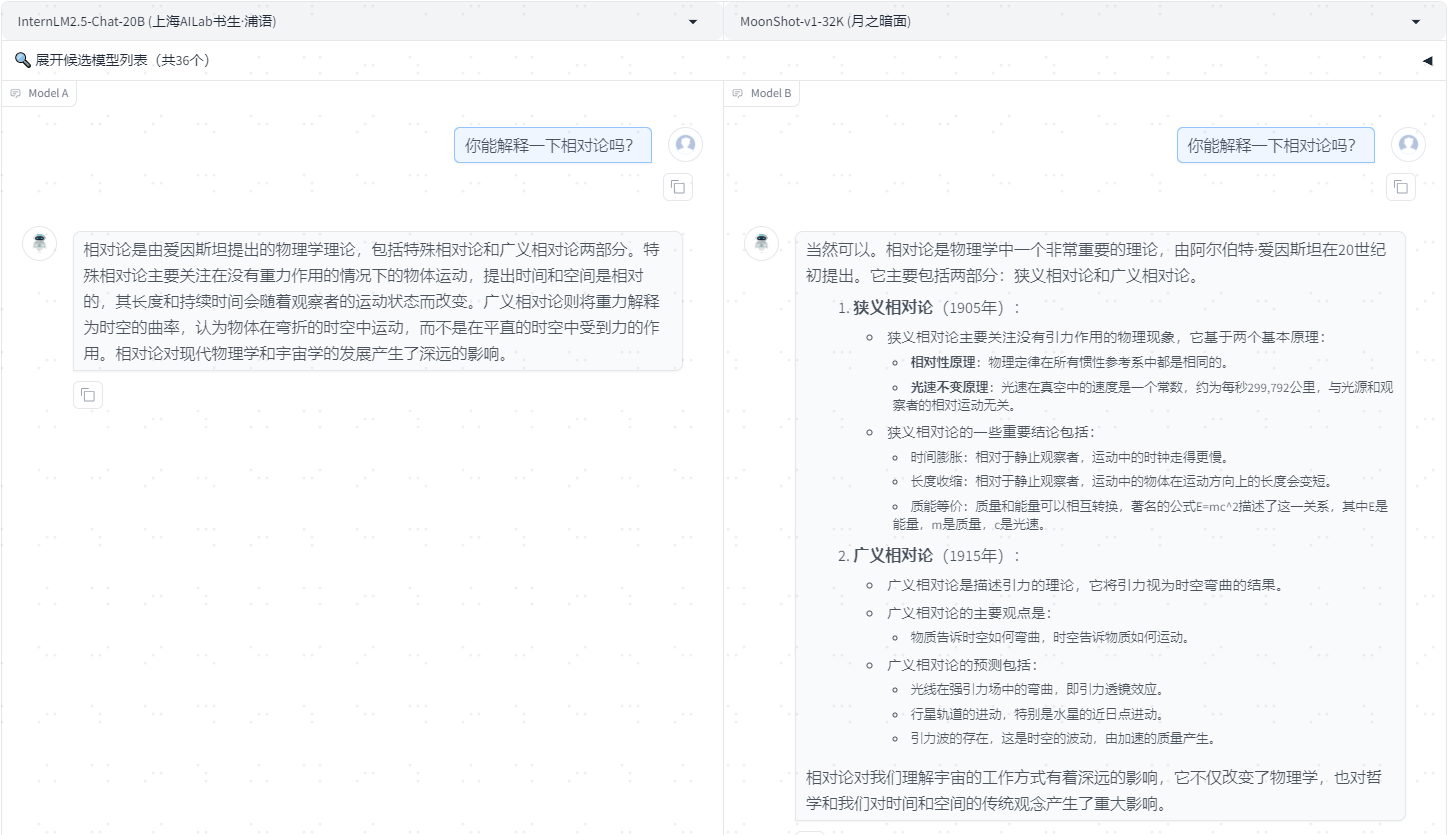 InternLM2.5-Chat-20B (上海AILab书生·浦语)
MoonShot-v1-32K (月之暗面)
🔍 展开候选模型列表（共36个）
Model A
你能解释一下相对论吗？
相对论是由爱因斯坦提出的物理学理论，包括特殊相对论和广义相对论两部分。特
殊相对论主要关注在没有重力作用的情况下的物体运动，提出时间和空间是相对
的，其长度和持续时间会随着观察者的运动状态而改变。广义相对论则将重力解释
为时空的曲率，认为物体在弯折的时空中运动，而不是在平直的时空中受到力的作
用。相对论对现代物理学和宇宙学的发展产生了深远的影响。
Model B
你能解释一下相对论吗？
当然可以。相对论是物理学中一个非常重要的理论，由阿尔伯特·爱因斯坦在20世纪
初提出。它主要包括两部分：狭义相对论和广义相对论。
1. 狭义相对论（1905年）：
狭义相对论主要关注没有引力作用的物理现象，它基于两个基本原理：
相对性原理：物理定律在所有惯性参考系中都是相同的。
光速不变原理：光速在真空中的速度是一个常数，约为每秒299,792公里，与光源和观
察者的相对运动无关。
狭义相对论的一些重要结论包括：
时间膨胀：相对于静止观察者，运动中的时钟走得更慢。
长度收缩：相对于静止观察者，运动中的物体在运动方向上的长度会变短。
质能等价：质量和能量可以相互转换，著名的公式E=mc^2描述了这一关系，其中E是
能量，m是质量，c是光速。
2. 广义相对论（1915年）：
广义相对论是描述引力的理论，它将引力视为时空弯曲的结果。
广义相对论的主要观点是：
物质告诉时空如何弯曲，时空告诉物质如何运动。
广义相对论的预测包括：
光线在强引力场中的弯曲，即引力透镜效应。
行星轨道的进动，特别是水星的近日点进动。
引力波的存在，这是时空的波动，由加速的质量产生。
相对论对我们理解宇宙的工作方式有着深远的影响，它不仅改变了物理学，也对哲
学和我们对时间和空间的传统观念产生了重大影响。